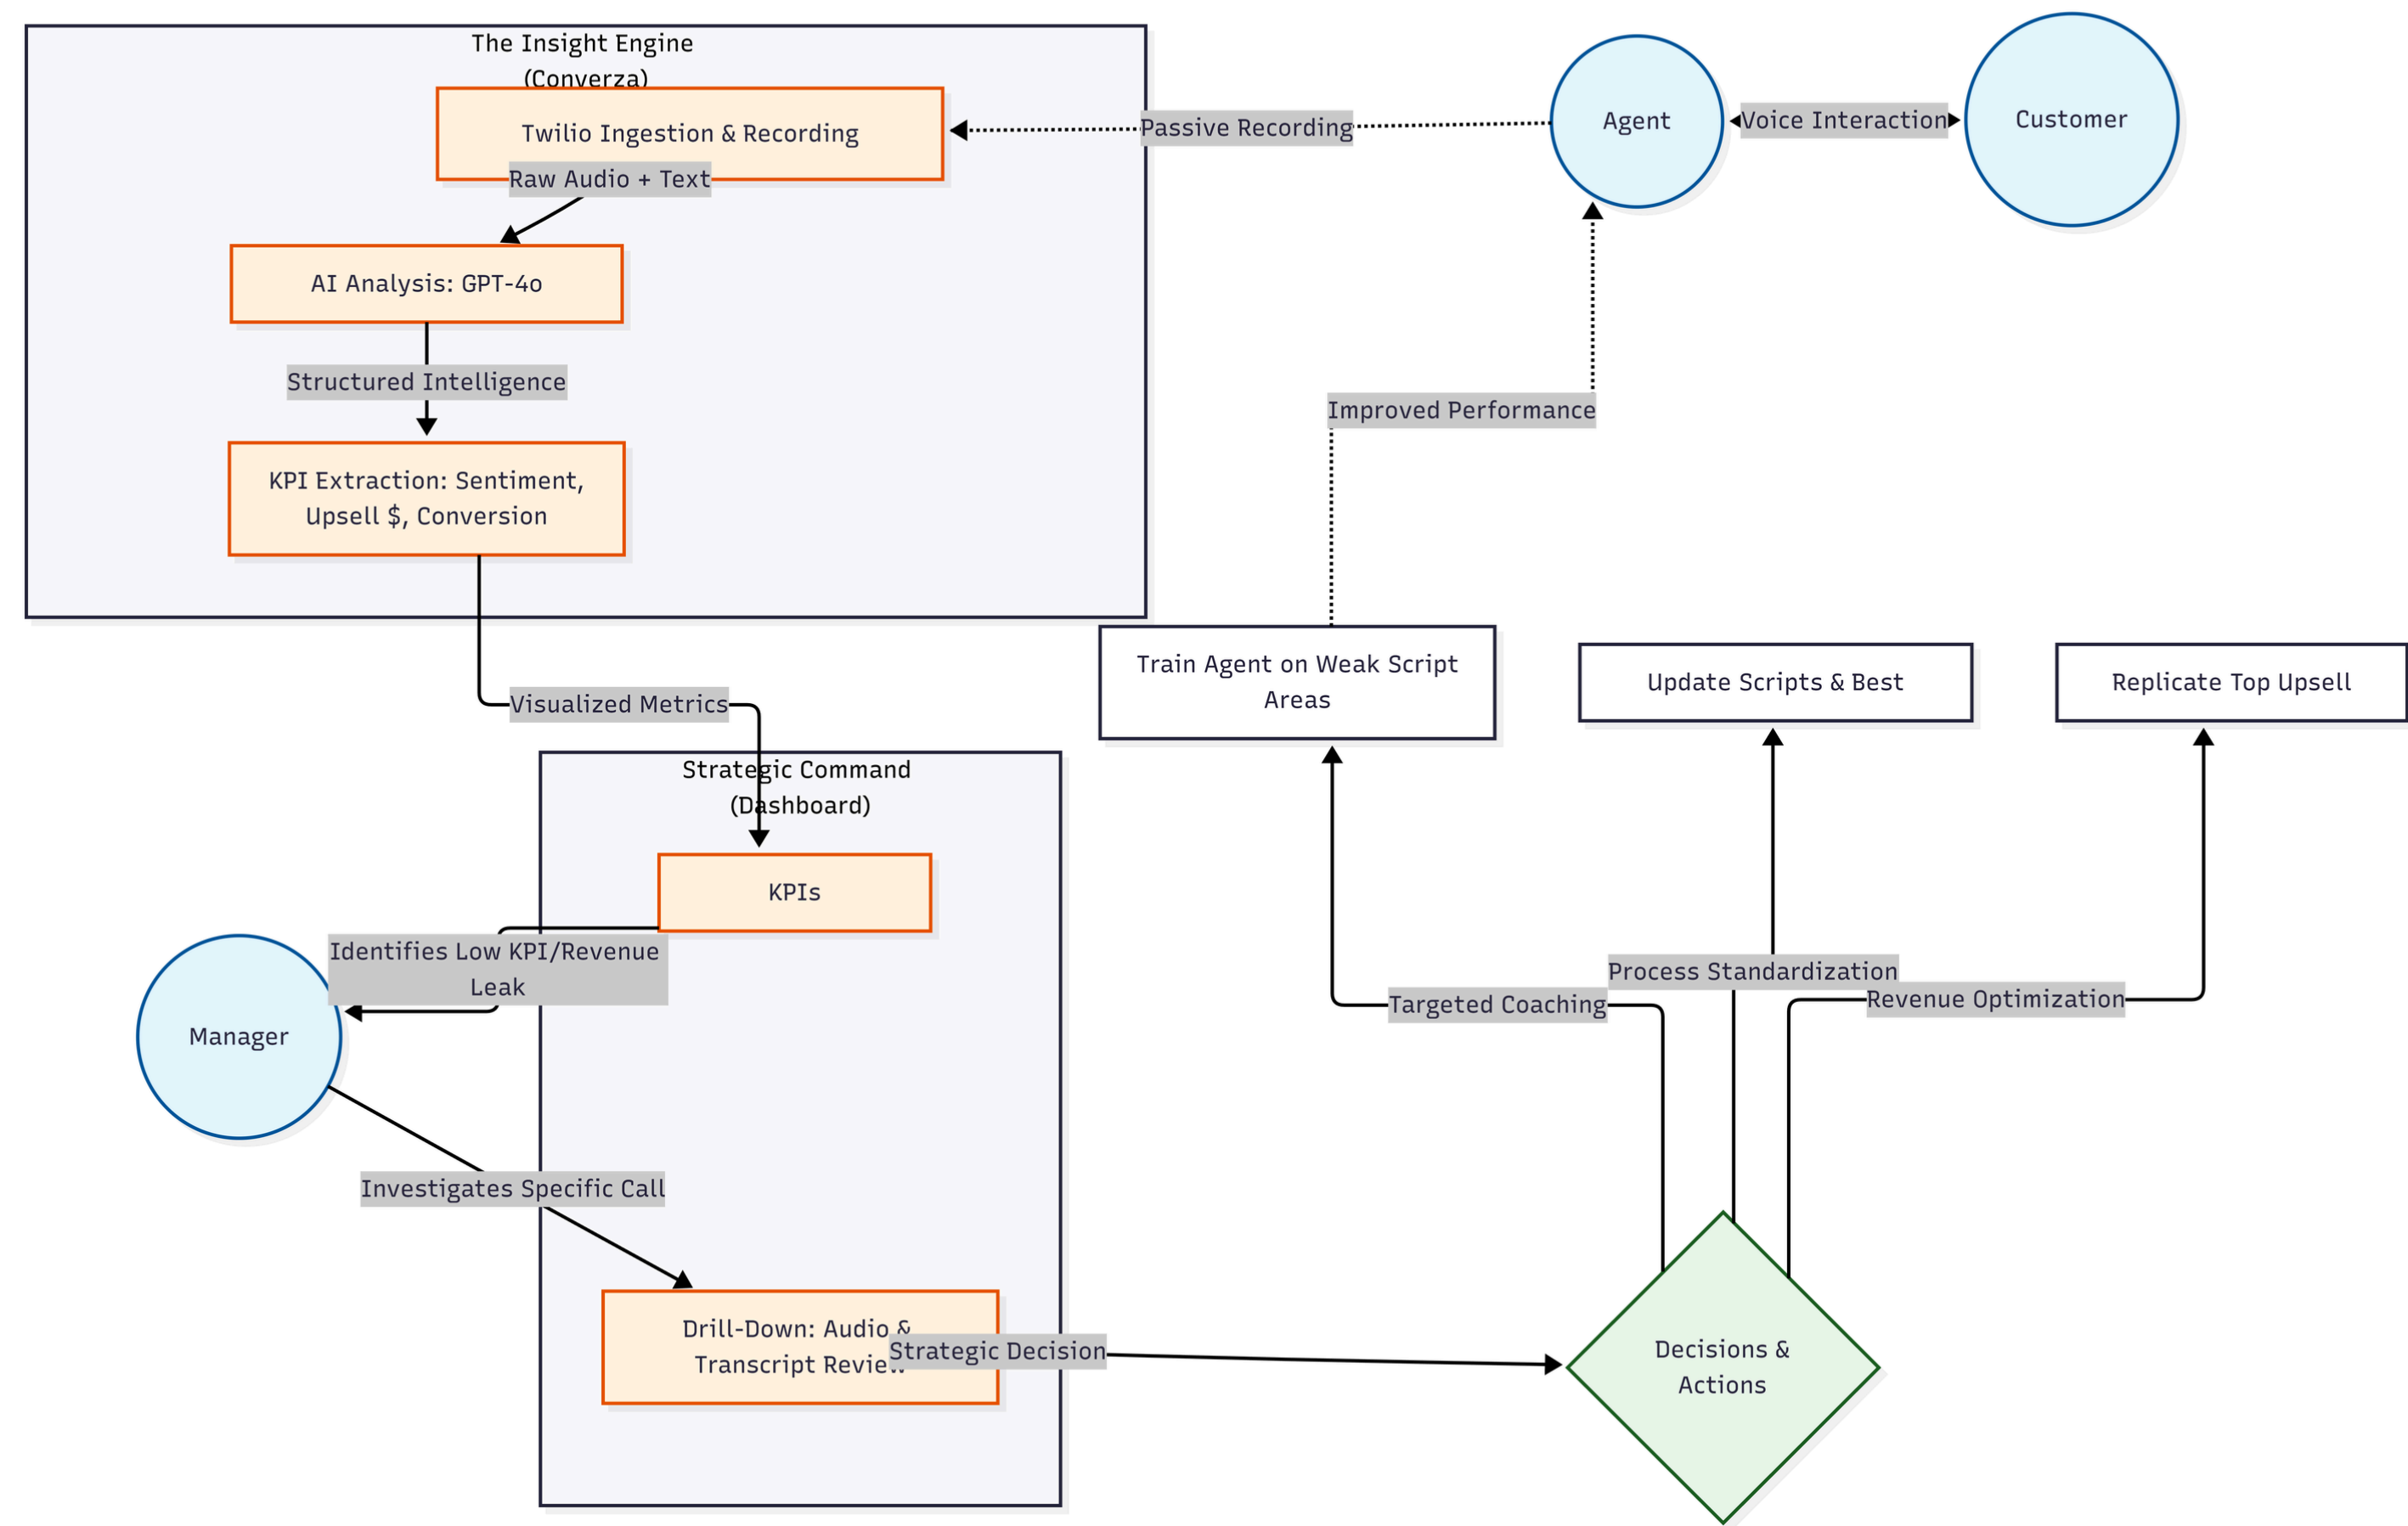 The Insight Engine
(Converza)
Twilio Ingestion & Recording
Raw Audio + Text
AI Analysis: GPT-4o
Structured Intelligence
KPI Extraction: Sentiment,
Upsell $, Conversion
Passive Recording
Agent
Voice Interaction
Customer
Improved Performance
Visualized Metrics
Train Agent on Weak Script
Areas
Update Scripts & Best
Replicate Top Upsell
Strategic Command
(Dashboard)
KPIs
Identifies Low KPI/Revenue
Leak
Manager
Investigates Specific Call
Drill-Down: Audio &
Transcript Review
Strategic Decision
Process Standardization
Targeted Coaching
Revenue Optimization
Decisions &
Actions